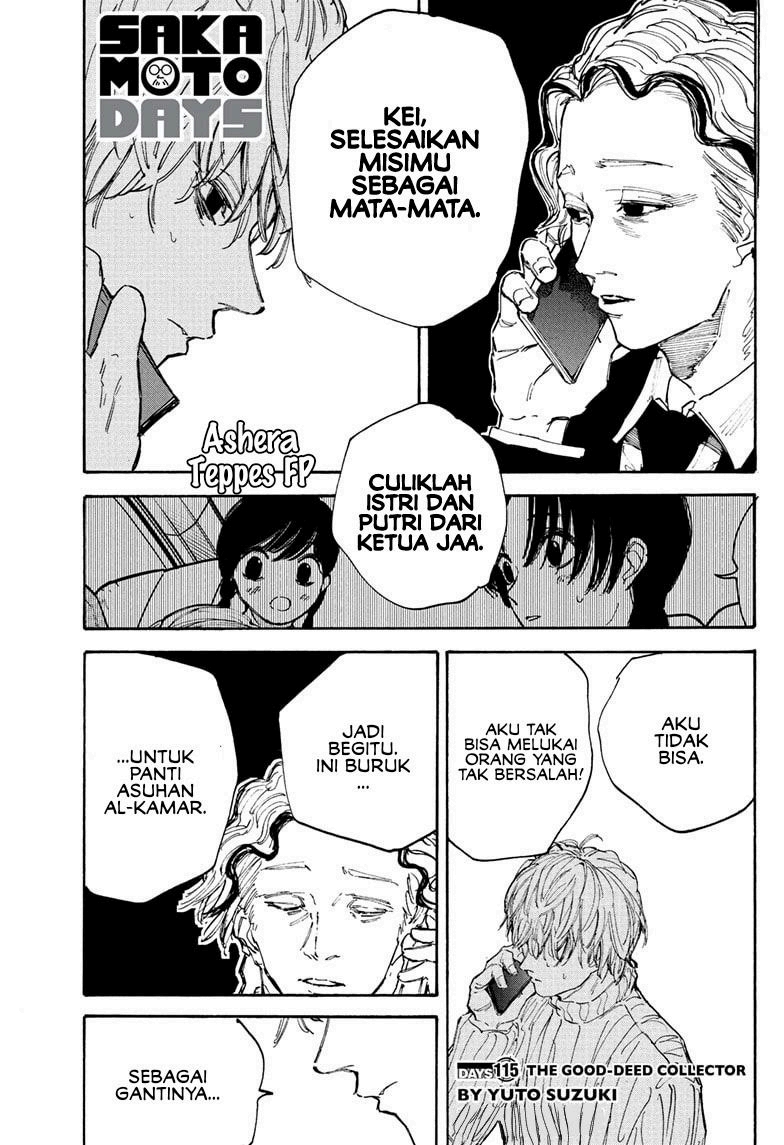 SAKA
MOTO
DAYS
KEI,
SELESAIKAN
MISIMU
SEBAGAI
MATA-MATA.
Ashera
Teppes FP
CULIKLAH
ISTRI DAN
PUTRI DARI
KETUA JAA.
AKU
TIDAK
BISA.
AKU TAK
BISA MELUKAI
ORANG YANG
TAK BERSALAH!
JADI
BEGITU.
INI BURUK
...
...UNTUK
PANTI
ASUHAN
AL-KAMAR.
DAYS 115 THE GOOD-DEED COLLECTOR
BY YUTO SUZUKI
SEBAGAI
GANTINYA...